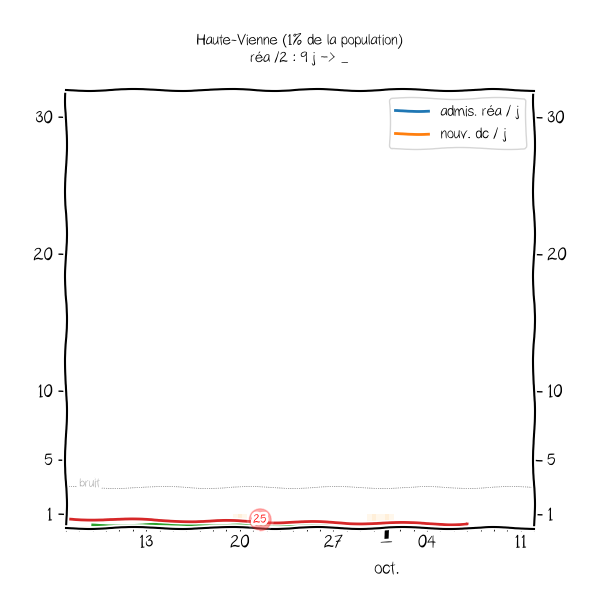 Haute-Vienne (1% de la population)
réa /2 : 9 j -> _
admis. réa / j
nouv. dc / j
30
30
20
20
10
10
5
5
bruit
1
25
1
13
20
27
04
11
oct.